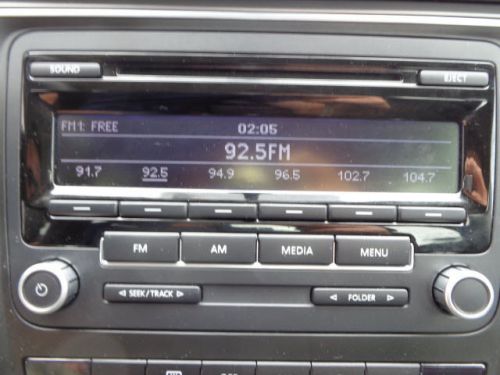 SOUND EJECT
FM1: FREE 02:05
92.5FM
91.7 92.5 94.9 96.5 102.7 104.7
FM AM MEDIA MENU
SEEK/TRACK FOLDER